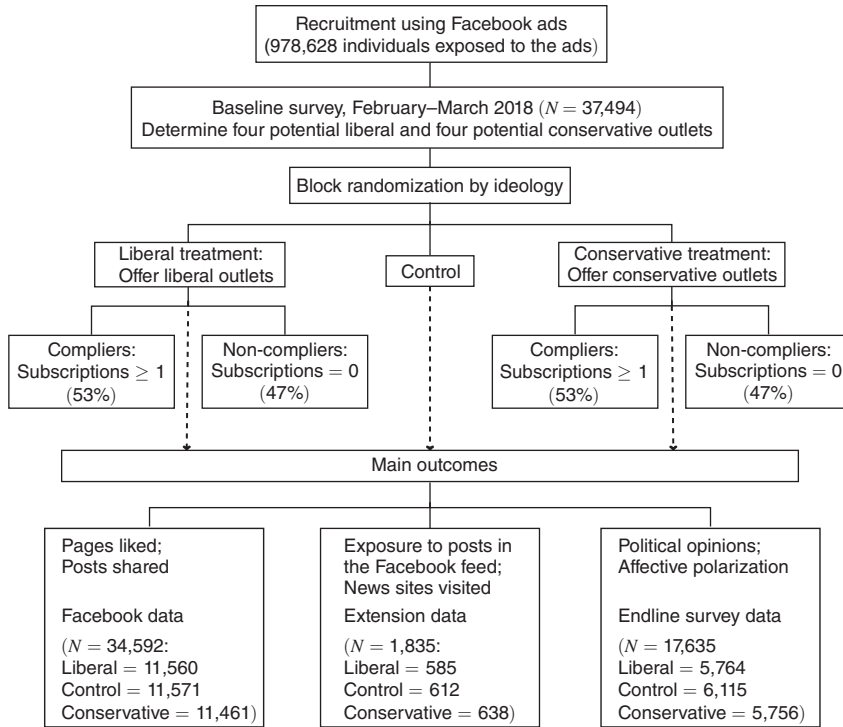 Recruitment using Facebook ads
(978,628 individuals exposed to the ads)
Baseline survey, February–March 2018 (N = 37,494)
Determine four potential liberal and four potential conservative outlets
Block randomization by ideology
Liberal treatment:
Offer liberal outlets
Control
Conservative treatment:
Offer conservative outlets
Compliers:
Subscriptions ≥ 1
(53%)
Non-compliers:
Subscriptions = 0
(47%)
Compliers:
Subscriptions ≥ 1
(53%)
Non-compliers:
Subscriptions = 0
(47%)
Main outcomes
Pages liked;
Posts shared
Facebook data
(N = 34,592:
Liberal = 11,560
Control = 11,571
Conservative = 11,461)
Exposure to posts in
the Facebook feed;
News sites visited
Extension data
(N = 1,835:
Liberal = 585
Control = 612
Conservative = 638)
Political opinions;
Affective polarization
Endline survey data
(N = 17,635
Liberal = 5,764
Control = 6,115
Conservative = 5,756)